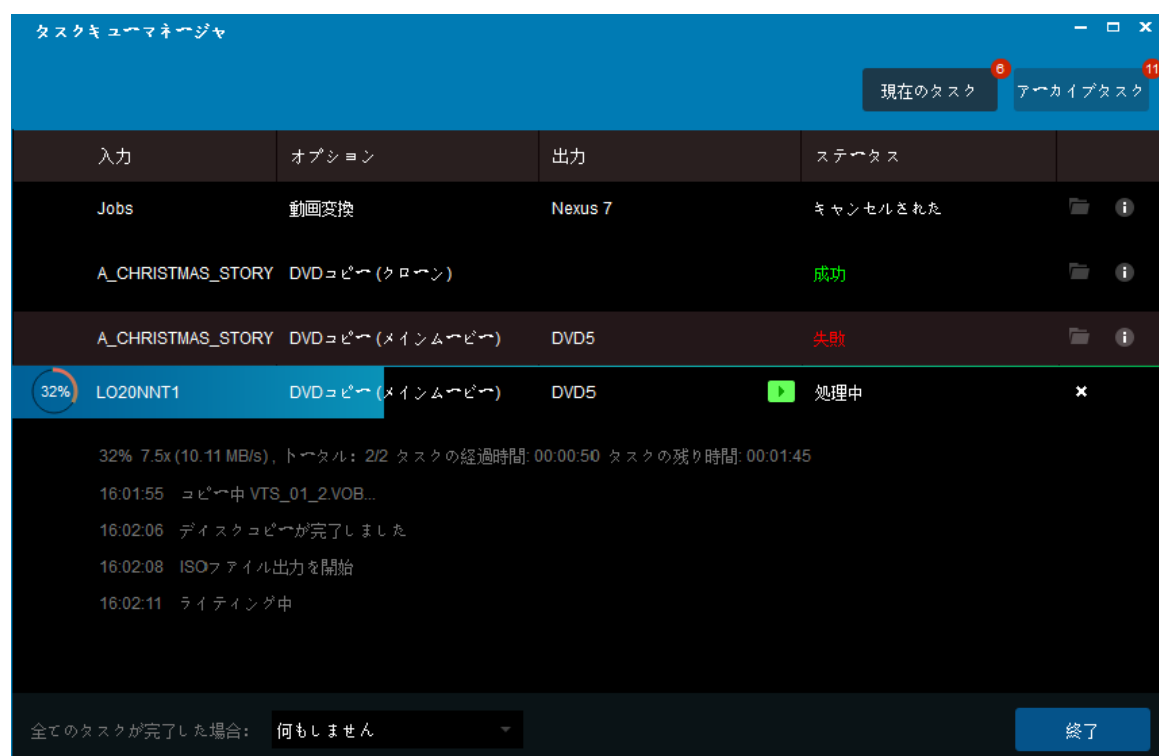 タスクキューマネージャ
6
11
現在のタスク アーカイブタスク
入力 オプション 出力 ステータス
Jobs 動画変換 Nexus 7 キャンセルされた
A_CHRISTMAS_STORY DVDコピー(クローン) 成功
A_CHRISTMAS_STORY DVDコピー(メインムービー) DVD5 失敗
32% LO20NNT1 DVDコピー(メインムービー) DVD5 処理中
32% 7.5x (10.11 MB/s) , トータル: 2/2 タスクの経過時間: 00:00:50 タスクの残り時間: 00:01:45
16:01:55 コピー中 VTS_01_2.VOB...
16:02:06 ディスクコピーが完了しました
16:02:08 ISOファイル出力を開始
16:02:11 ライティング中
全てのタスクが完了した場合: 何もしません 終了